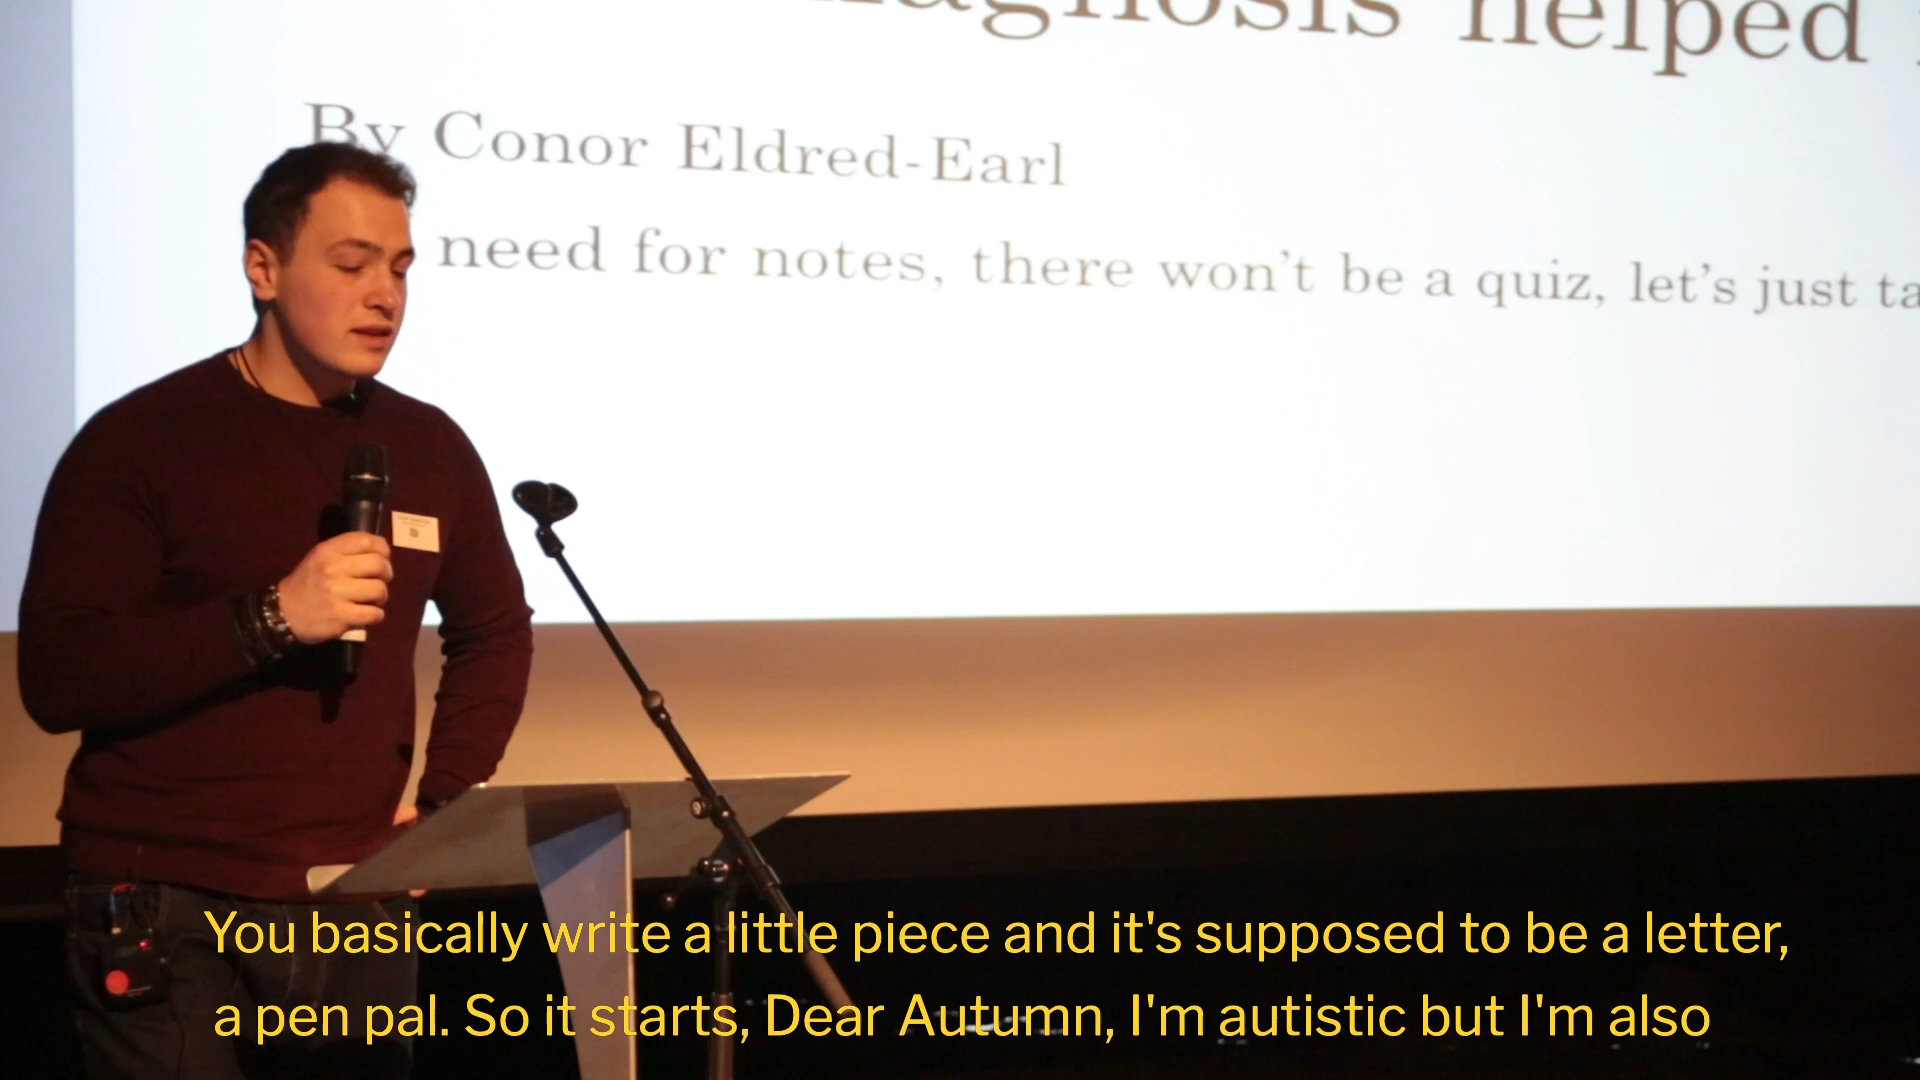 helped
By Conor Eldred-Earl
need for notes, there won't be a quiz, let's just
You basically write a little piece and it's supposed to be a letter,
a pen pal. So it starts, Dear Autumn, I'm autistic but I'm also